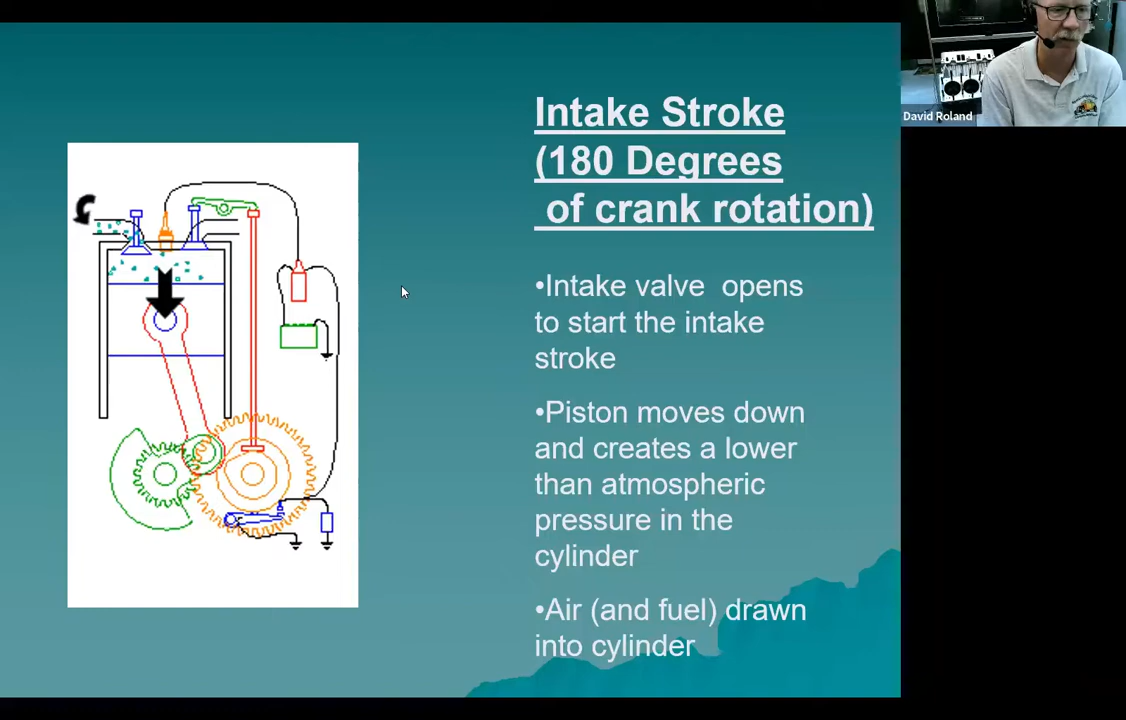 David Roland
Intake Stroke
(180 Degrees
of crank rotation)
•Intake valve opens
to start the intake
stroke
•Piston moves down
and creates a lower
than atmospheric
pressure in the
cylinder
•Air (and fuel) drawn
into cylinder